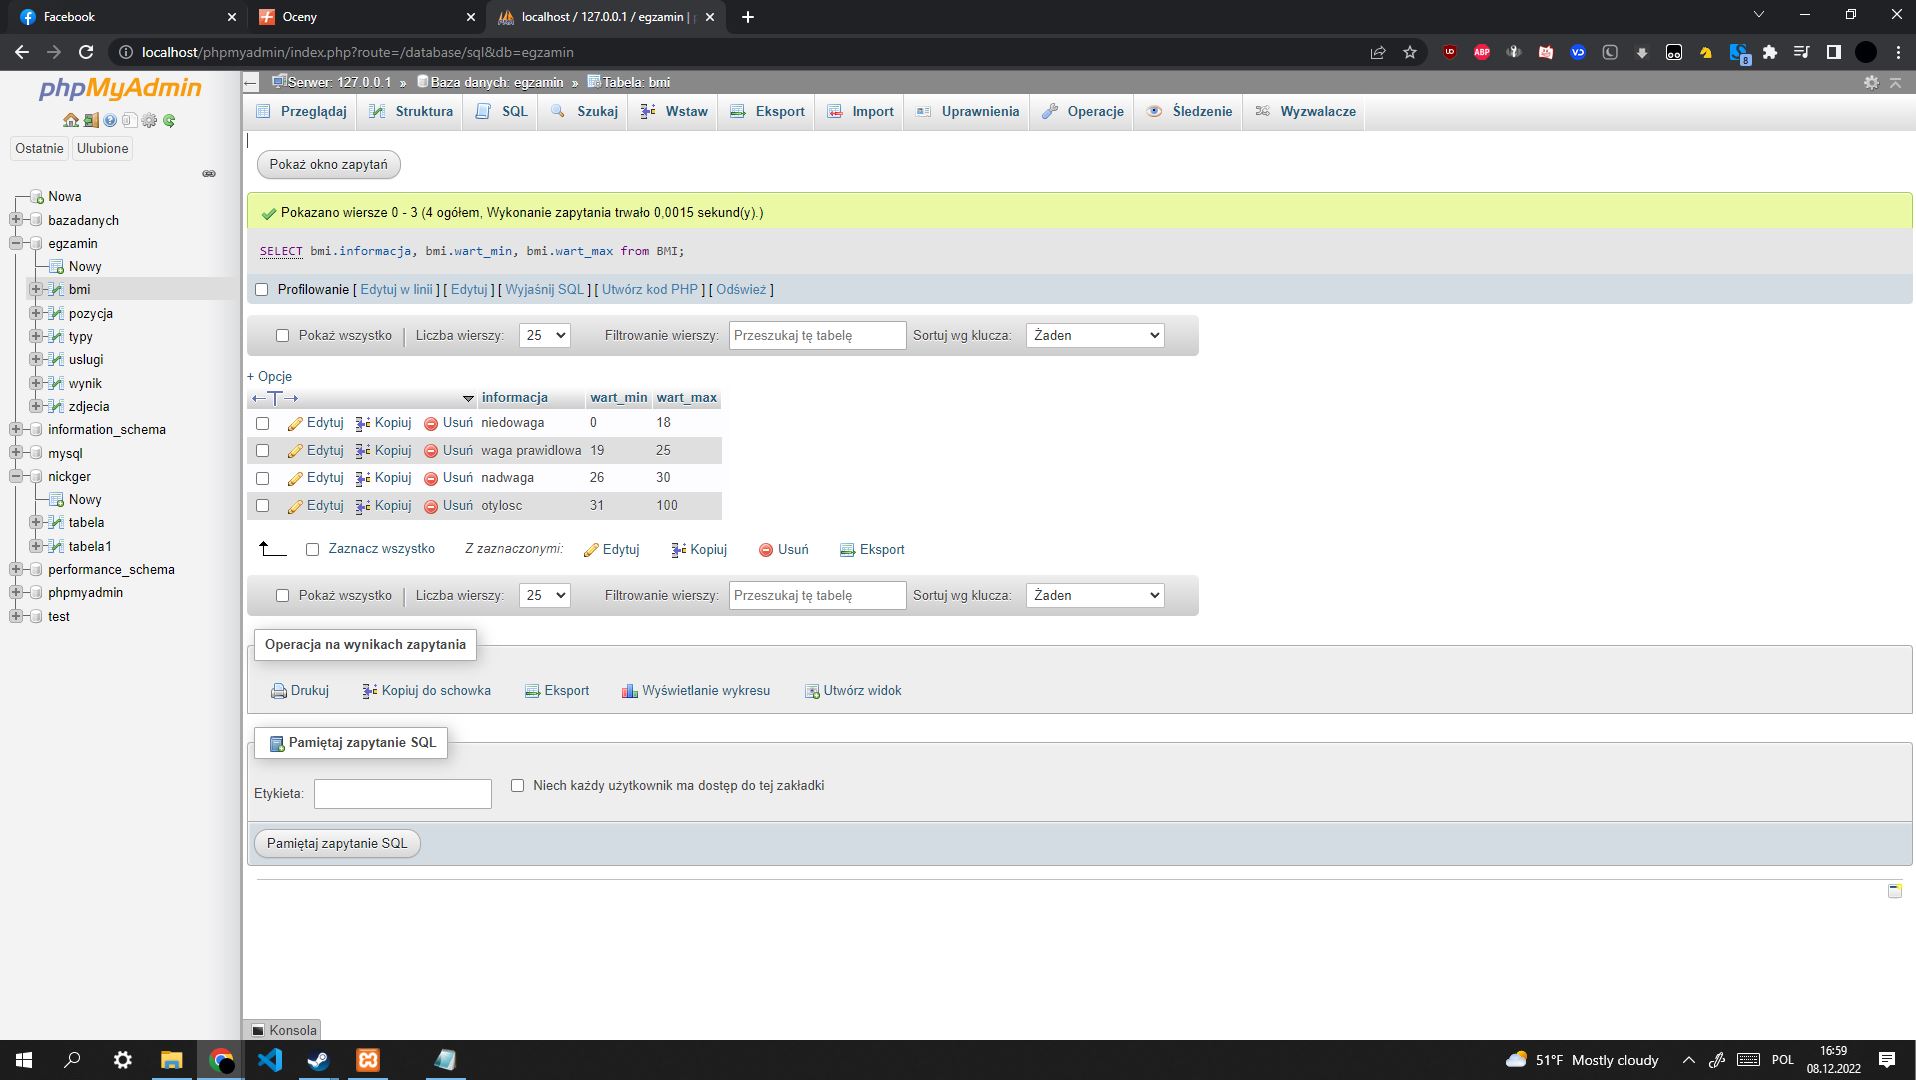 Facebook
Oceny
localhost / 127.0.0.1 / egzamin |
localhost/phpmyadmin/index.php?route=/database/sql&db=egzamin
phpMyAdmin
Ostatnie Ulubione
Nowa
bazadanych
egzamin
Nowy
bmi
pozycja
typy
uslugi
wynik
zdjecia
information_schema
mysql
nickger
Nowy
tabela
tabela1
performance_schema
phpmyadmin
test
Serwer: 127.0.0.1 » Baza danych: egzamin » Tabela: bmi
Przeglądaj Struktura SQL Szukaj Wstaw Eksport Import Uprawnienia Operacje Śledzenie Wyzwalacze
Pokaż okno zapytań
Pokazano wiersze 0 - 3 (4 ogółem, Wykonanie zapytania trwało 0,0015 sekund(y).)
SELECT bmi.informacja, bmi.wart_min, bmi.wart_max from BMI;
Profilowanie [ Edytuj w linii ] [ Edytuj ] [ Wyjaśnij SQL ] [ Utwórz kod PHP ] [ Odśwież ]
Pokaż wszystko | Liczba wierszy: 25 Filtrowanie wierszy: Przeszukaj tę tabelę Sortuj wg klucza: Żaden
+ Opcje
←T→ informacja wart_min wart_max
Edytuj Kopiuj Usuń niedowaga 0 18
Edytuj Kopiuj Usuń waga prawidlowa 19 25
Edytuj Kopiuj Usuń nadwaga 26 30
Edytuj Kopiuj Usuń otylosc 31 100
Zaznacz wszystko Z zaznaczonymi: Edytuj Kopiuj Usuń Eksport
Pokaż wszystko | Liczba wierszy: 25 Filtrowanie wierszy: Przeszukaj tę tabelę Sortuj wg klucza: Żaden
Operacja na wynikach zapytania
Drukuj Kopiuj do schowka Eksport Wyświetlanie wykresu Utwórz widok
Pamiętaj zapytanie SQL
Etykieta: Niech każdy użytkownik ma dostęp do tej zakładki
Pamiętaj zapytanie SQL
Konsola
51°F Mostly cloudy POL 16:59
08.12.2022